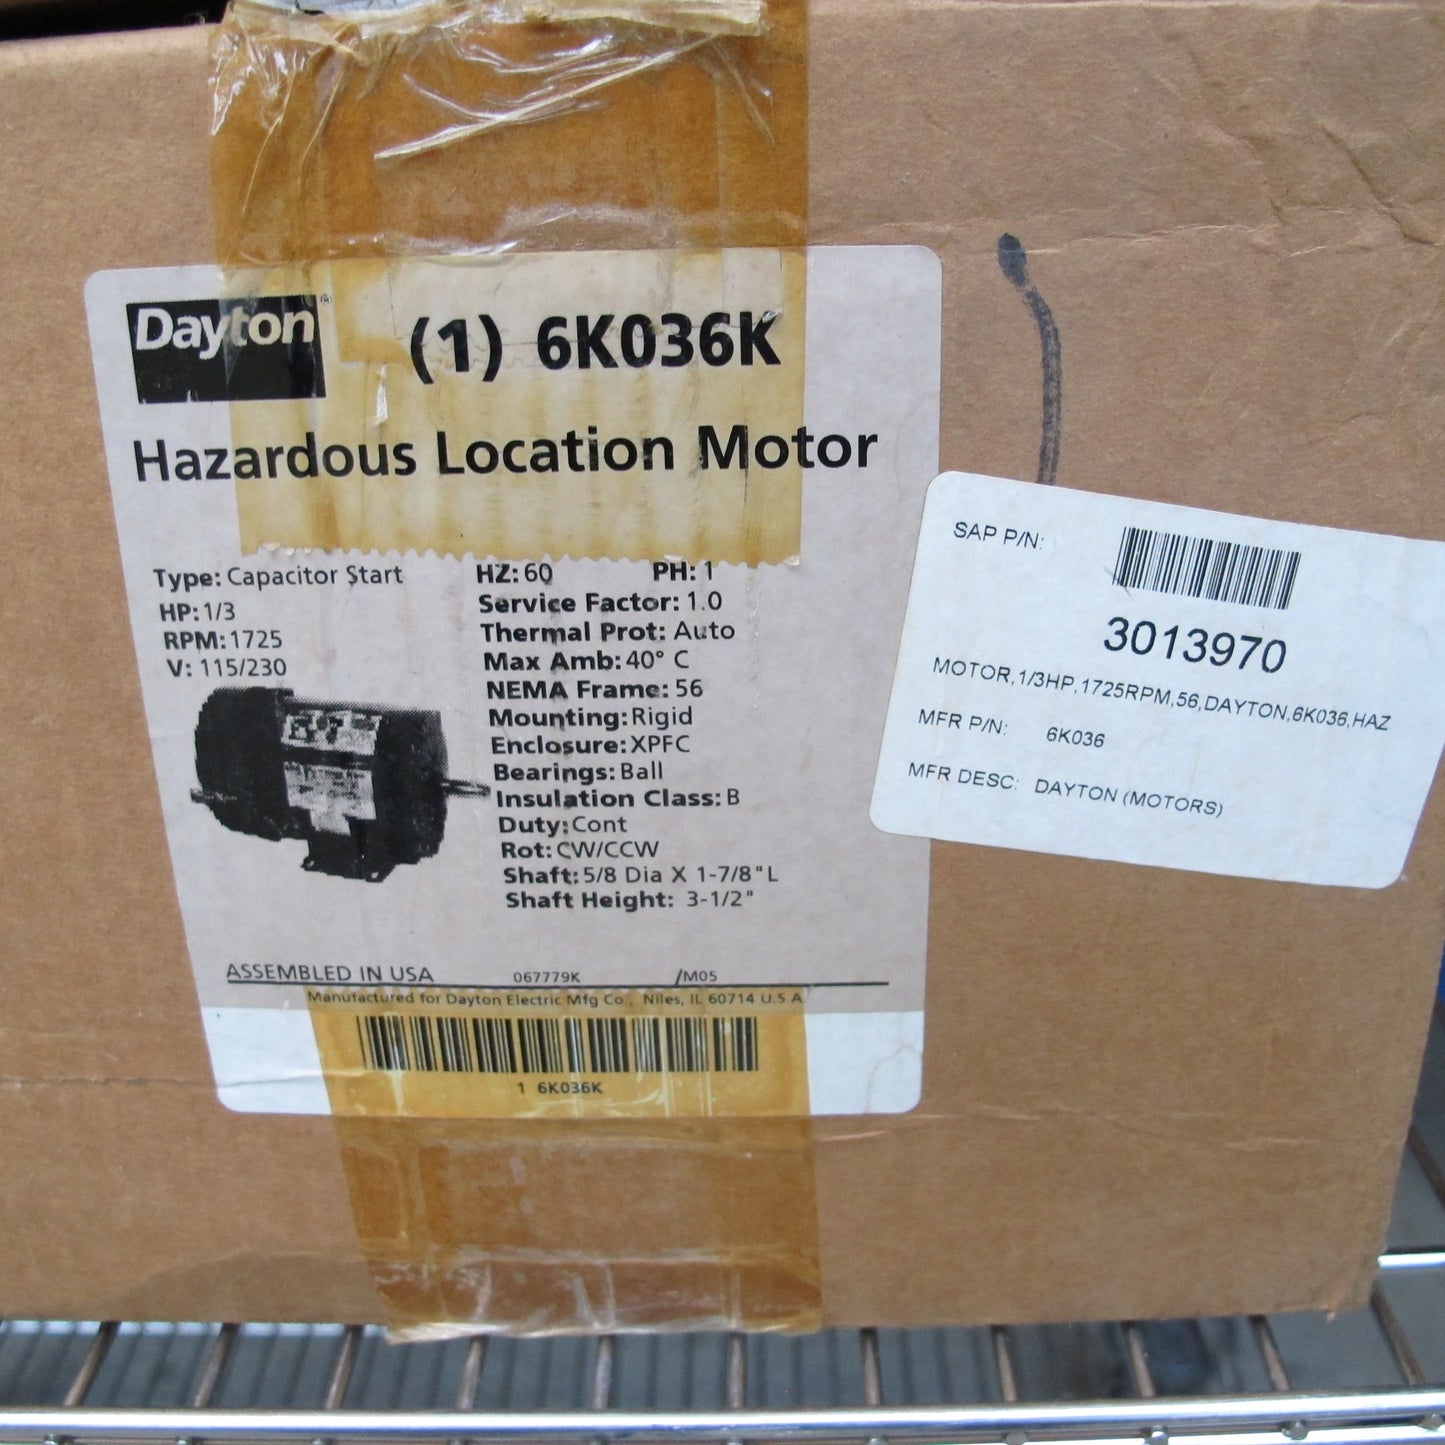 Dayton®
(1) 6K036K
Hazardous Location Motor
Type: Capacitor Start
HP: 1/3
RPM: 1725
V: 115/230
HZ: 60 PH: 1
Service Factor: 1.0
Thermal Prot: Auto
Max Amb: 40° C
NEMA Frame: 56
Mounting: Rigid
Enclosure: XPFC
Bearings: Ball
Insulation Class: B
Duty: Cont
Rot: CW/CCW
Shaft: 5/8 Dia X 1-7/8" L
Shaft Height: 3-1/2"
ASSEMBLED IN USA 067779K /M05
Manufactured for Dayton Electric Mfg Co., Niles, IL 60714 U.S.A
1 6K036K
SAP P/N:
3013970
MOTOR,1/3HP,1725RPM,56,DAYTON,6K036,HAZ
MFR P/N: 6K036
MFR DESC: DAYTON (MOTORS)